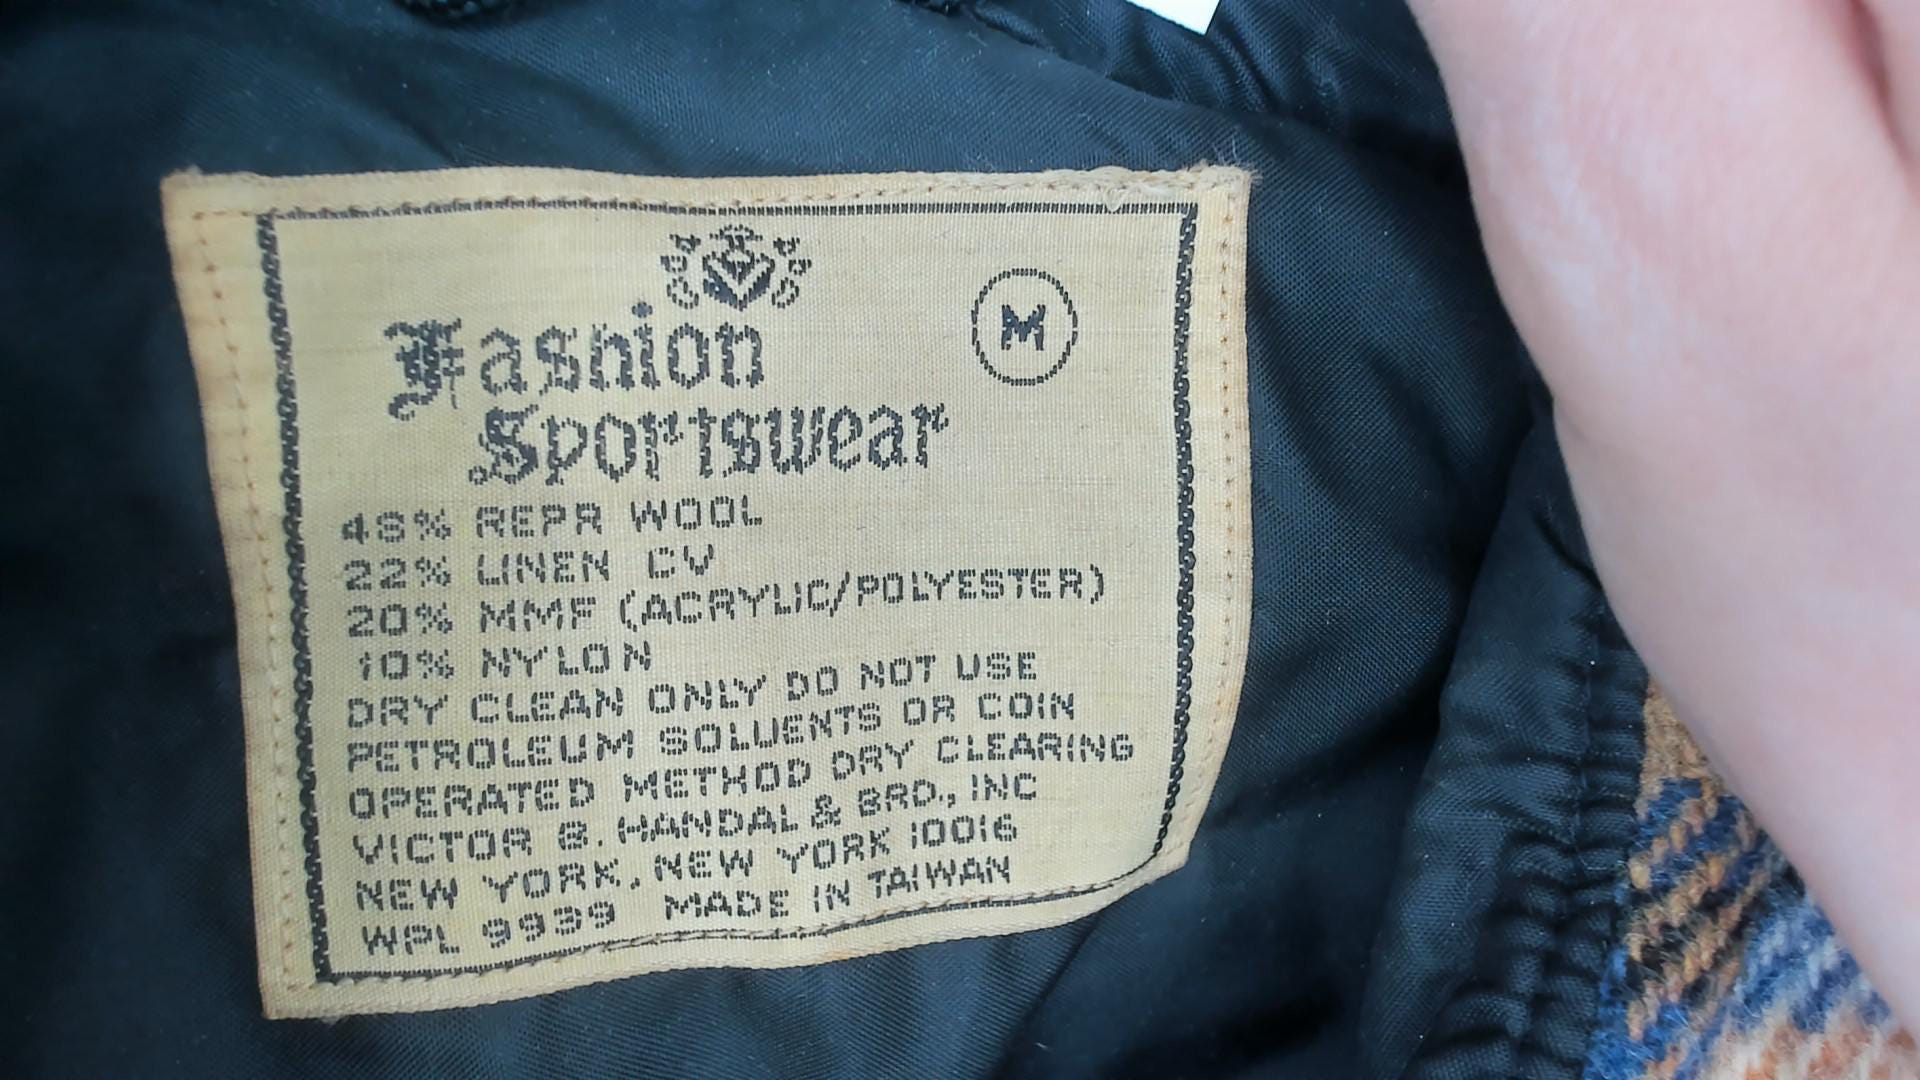 Fashion
M
Sportswear
48% REPR WOOL
22% LINEN CV
20% MMF (ACRYLIC/POLYESTER)
10% NYLON
DRY CLEAN ONLY DO NOT USE
PETROLEUM SOLUENTS OR COIN
OPERATED METHOD DRY CLEARING
VICTOR B. HANDAL & BRO., INC
NEW YORK, NEW YORK 10016
WPL 9939 MADE IN TAIWAN